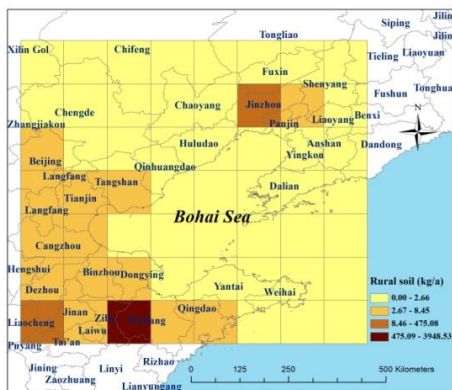 Siping
Jilin
Tongliao
Jilin
Xilin Gol
Chifeng
Liaoyuan
Tieling
Fuxin
Shenyang
Fushun
Tonghua
Chaoyang
Jinzhou
Chengde
Panjin
Liaoyang
Benxi
N
Zhangjiakou
Huludao
Anshan
Dandong
Beijing
Yingkou
Qinhuangdao
Langfang
Tangshan
Tianjin
Dalian
Langfang
Bohai Sea
Cangzhou
Hengshui
Binzhou
Dongying
Dezhou
Yantai
Weihai
Jinan
Qingdao
Liaocheng
Laiwu
Puyang
Tai'an
Rizhao
Jining
Linyi
Zaozhuang
Lianyungang
Rural soil (kg/a)
0.00 - 2.66
2.67 - 8.45
8.46 - 475.08
475.09 - 3948.53
0
125
250
500 Kilometers